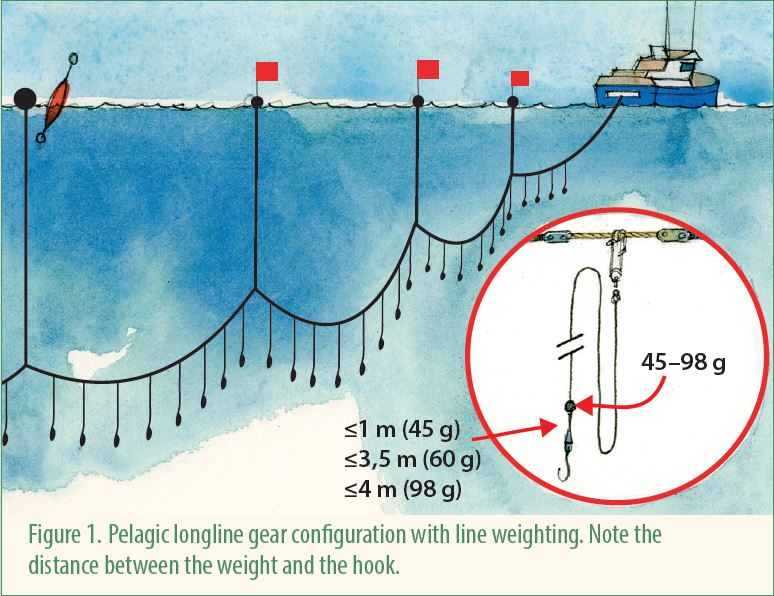 45–98 g
≤1 m (45 g)
≤3,5 m (60 g)
≤4 m (98 g)
Figure 1. Pelagic longline gear configuration with line weighting. Note the
distance between the weight and the hook.